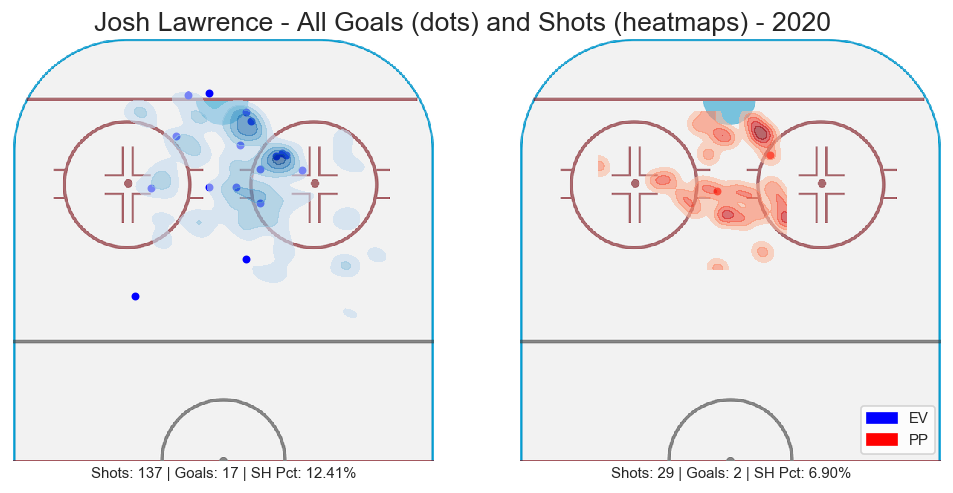 Josh Lawrence - All Goals (dots) and Shots (heatmaps) - 2020
EV
PP
Shots: 137 | Goals: 17 | SH Pct: 12.41%
Shots: 29 | Goals: 2 | SH Pct: 6.90%